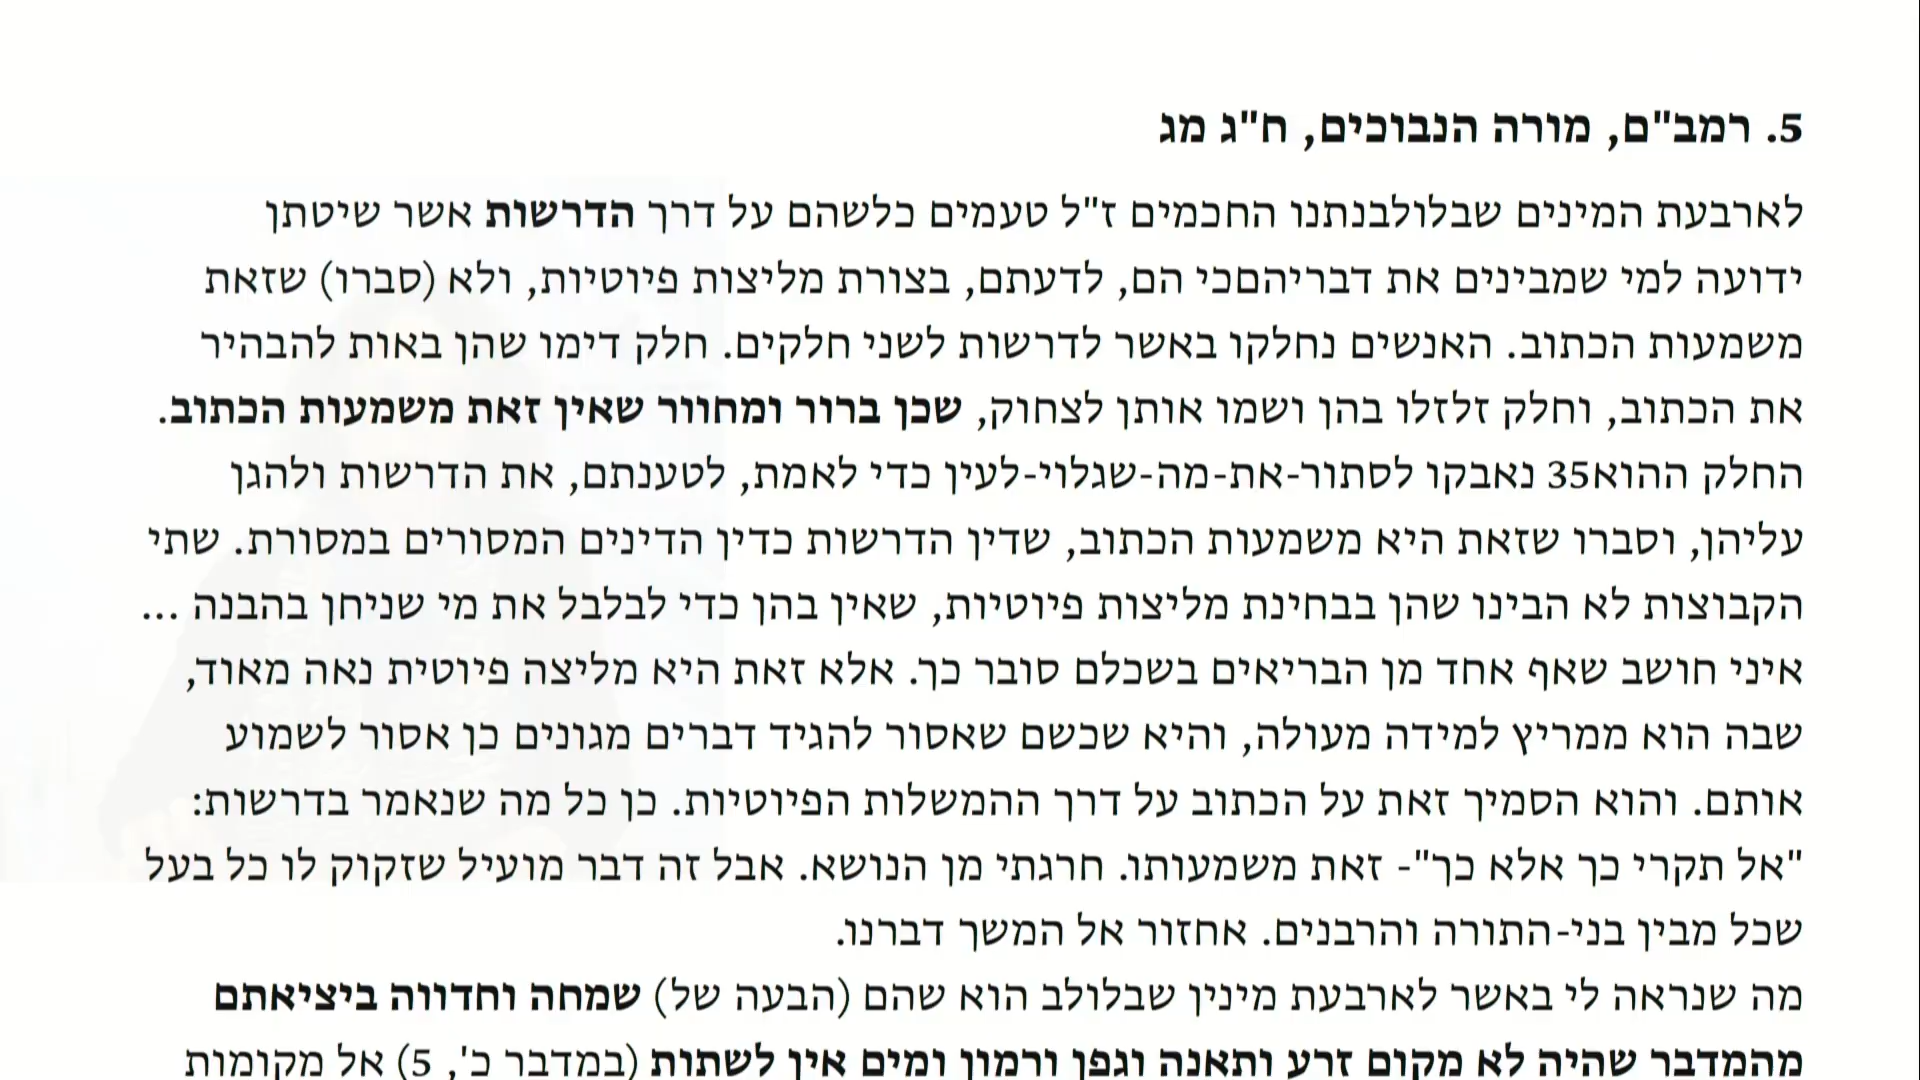 5. רמב"ם, מורה הנבוכים, ח"ג מג
לארבעת המינים שבלולבנתנו החכמים ז"ל טעמים כלשהם על דרך הדרשות אשר שיטתן
ידועה למי שמבינים את דבריהםכי הם, לדעתם, בצורת מליצות פיוטיות, ולא (סברו) שזאת
משמעות הכתוב. האנשים נחלקו באשר לדרשות לשני חלקים. חלק דימו שהן באות להבהיר
את הכתוב, וחלק זלזלו בהן ושמו אותן לצחוק, שכן ברור ומחוור שאין זאת משמעות הכתוב.
החלק ההוא35 נאבקו לסתור-את-מה-שגלוי-לעין כדי לאמת, לטענתם, את הדרשות ולהגן
עליהן, וסברו שזאת היא משמעות הכתוב, שדין הדרשות כדין הדינים המסורים במסורת. שתי
הקבוצות לא הבינו שהן בבחינת מליצות פיוטיות, שאין בהן כדי לבלבל את מי שניחן בהבנה ...
איני חושב שאף אחד מן הבריאים בשכלם סובר כך. אלא זאת היא מליצה פיוטית נאה מאוד,
שבה הוא ממריץ למידה מעולה, והיא שכשם שאסור להגיד דברים מגונים כן אסור לשמוע
אותם. והוא הסמיך זאת על הכתוב על דרך ההמשלות הפיוטיות. כן כל מה שנאמר בדרשות:
"אל תקרי כך אלא כך"- זאת משמעותו. חרגתי מן הנושא. אבל זה דבר מועיל שזקוק לו כל בעל
שכל מבין בני-התורה והרבנים. אחזור אל המשך דברנו.
מה שנראה לי באשר לארבעת מינין שבלולב הוא שהם (הבעה של) שמחה וחדווה ביציאתם
מהמדבר שהיה לא מקום זרע ותאנה וגפן ורמון ומים אין לשתות (במדבר כ', 5) אל מקומות